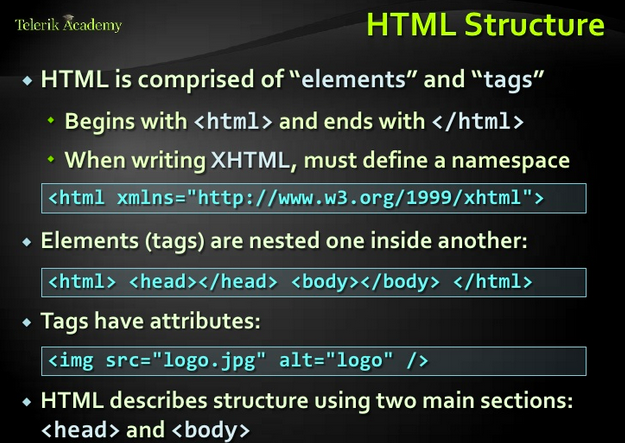 Telerik Academy
HTML Structure
HTML is comprised of “elements” and “tags”
Begins with <html> and ends with </html>
When writing XHTML, must define a namespace
<html xmlns="http://www.w3.org/1999/xhtml">
Elements (tags) are nested one inside another:
<html> <head></head> <body></body> </html>
Tags have attributes:
<img src="logo.jpg" alt="logo" />
HTML describes structure using two main sections:
<head> and <body>